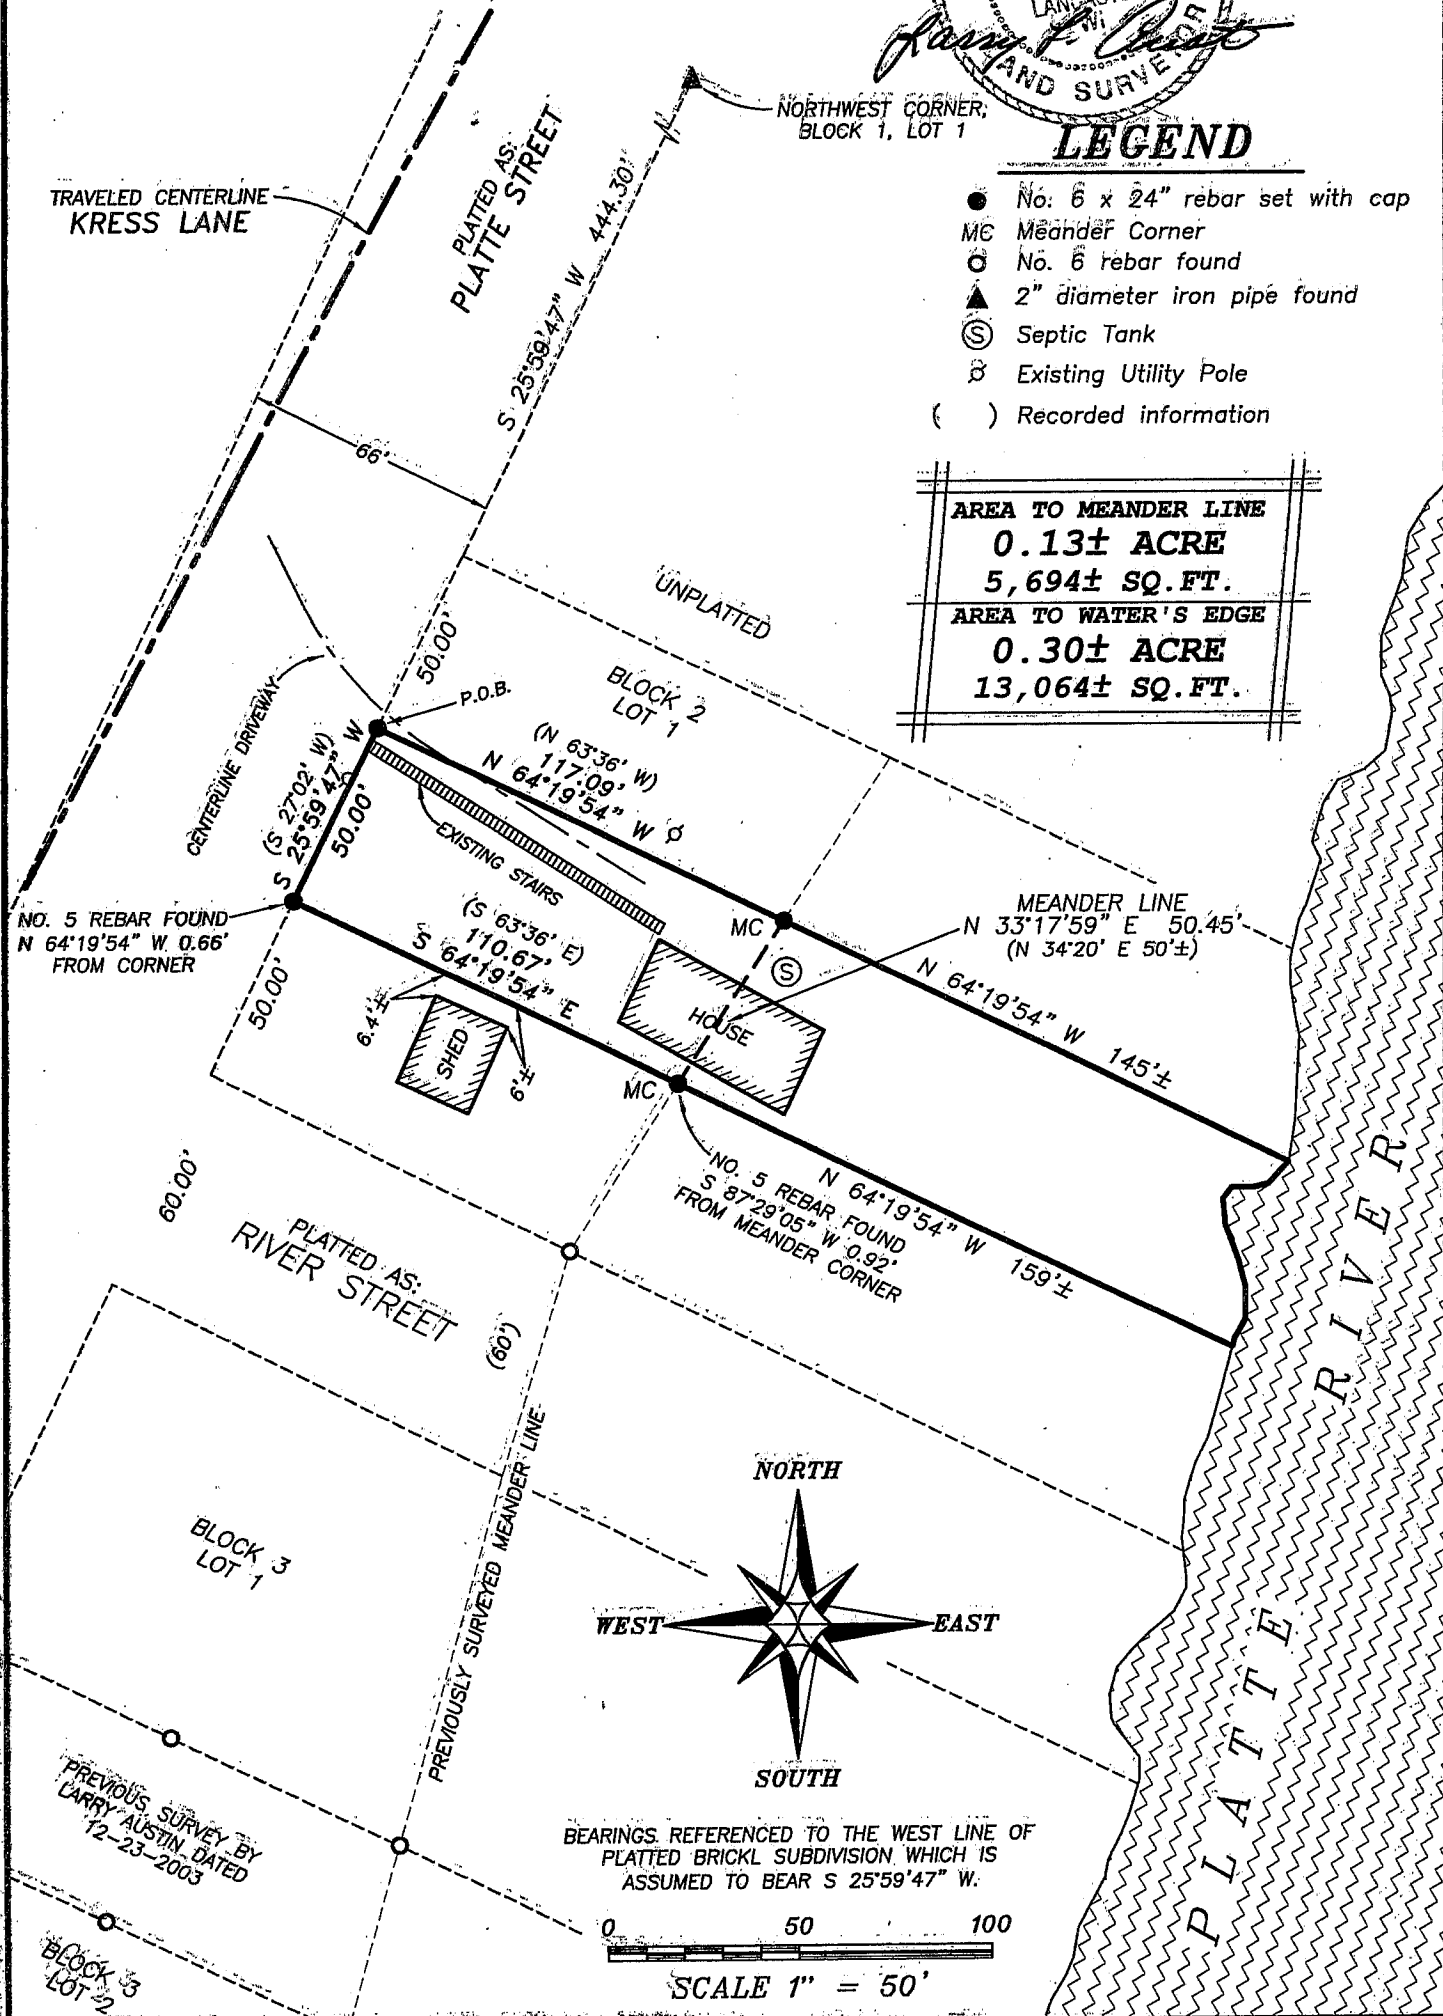 LAND SURVEYOR
NORTHWEST CORNER,
BLOCK 1, LOT 1
LEGEND
No. 6 x 24" rebar set with cap
MC Meander Corner
No. 6 rebar found
2" diameter iron pipe found
S Septic Tank
Existing Utility Pole
( ) Recorded information
TRAVELED CENTERLINE
KRESS LANE
PLATTED AS:
PLATTE STREET
S 25°59'47" W 444.30'
66'
AREA TO MEANDER LINE
0.13± ACRE
5,694± SQ.FT.
AREA TO WATER'S EDGE
0.30± ACRE
13,064± SQ.FT.
UNPLATTED
50.00'
BLOCK 2
LOT 1
P.O.B.
CENTERLINE DRIVEWAY
(S 27°02' W)
S 25°59'47" W
50.00'
(N 63°36' W)
117.09'
N 64°19'54" W
EXISTING STAIRS
NO. 5 REBAR FOUND
N 64°19'54" W 0.66'
FROM CORNER
(S 63°36' E)
110.67'
S 64°19'54" E
MC
MEANDER LINE
N 33°17'59" E 50.45'
(N 34°20' E 50'±)
S
HOUSE
N 64°19'54" W 145'±
50.00'
6.4'±
SHED
6'±
MC
NO. 5 REBAR FOUND
S 87°29'05" W 0.92'
FROM MEANDER CORNER
N 64°19'54" W 159'±
60.00'
PLATTED AS:
RIVER STREET
(60')
PLATTE RIVER
PREVIOUSLY SURVEYED MEANDER LINE
BLOCK 3
LOT 1
NORTH
WEST
EAST
SOUTH
PREVIOUS SURVEY BY
LARRY AUSTIN DATED
12-23-2003
BLOCK 3
LOT 2
BEARINGS REFERENCED TO THE WEST LINE OF
PLATTED BRICKL SUBDIVISION WHICH IS
ASSUMED TO BEAR S 25°59'47" W.
0 50 100
SCALE 1" = 50'